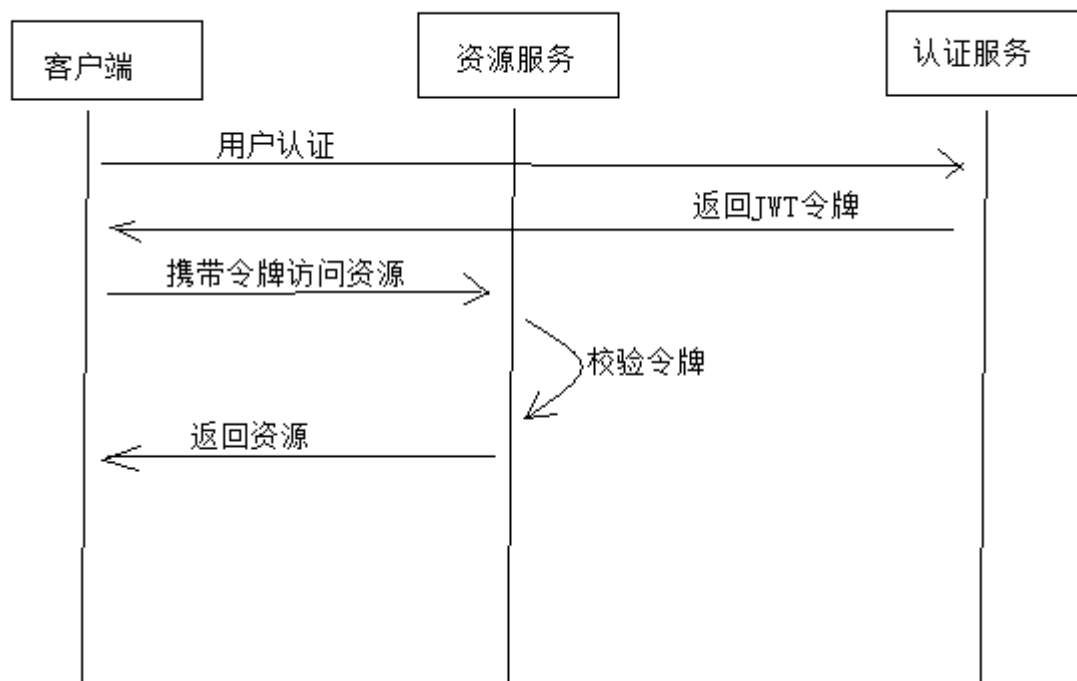 客户端
资源服务
认证服务
用户认证
返回JWT令牌
携带令牌访问资源
校验令牌
返回资源